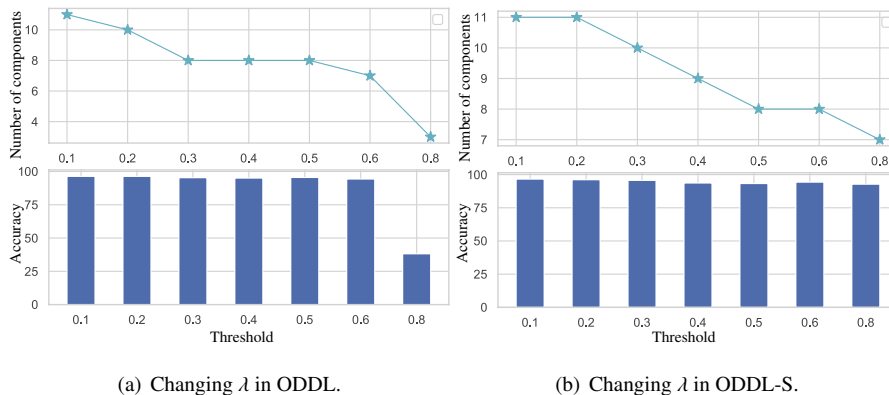 Number of components
10
8
6
4
0.1 0.2 0.3 0.4 0.5 0.6 0.8
Accuracy
100
75
50
25
0
0.1 0.2 0.3 0.4 0.5 0.6 0.8
Threshold
(a) Changing λ in ODDL.
Number of components
11
10
9
8
7
0.1 0.2 0.3 0.4 0.5 0.6 0.8
Accuracy
100
75
50
25
0
0.1 0.2 0.3 0.4 0.5 0.6 0.8
Threshold
(b) Changing λ in ODDL-S.